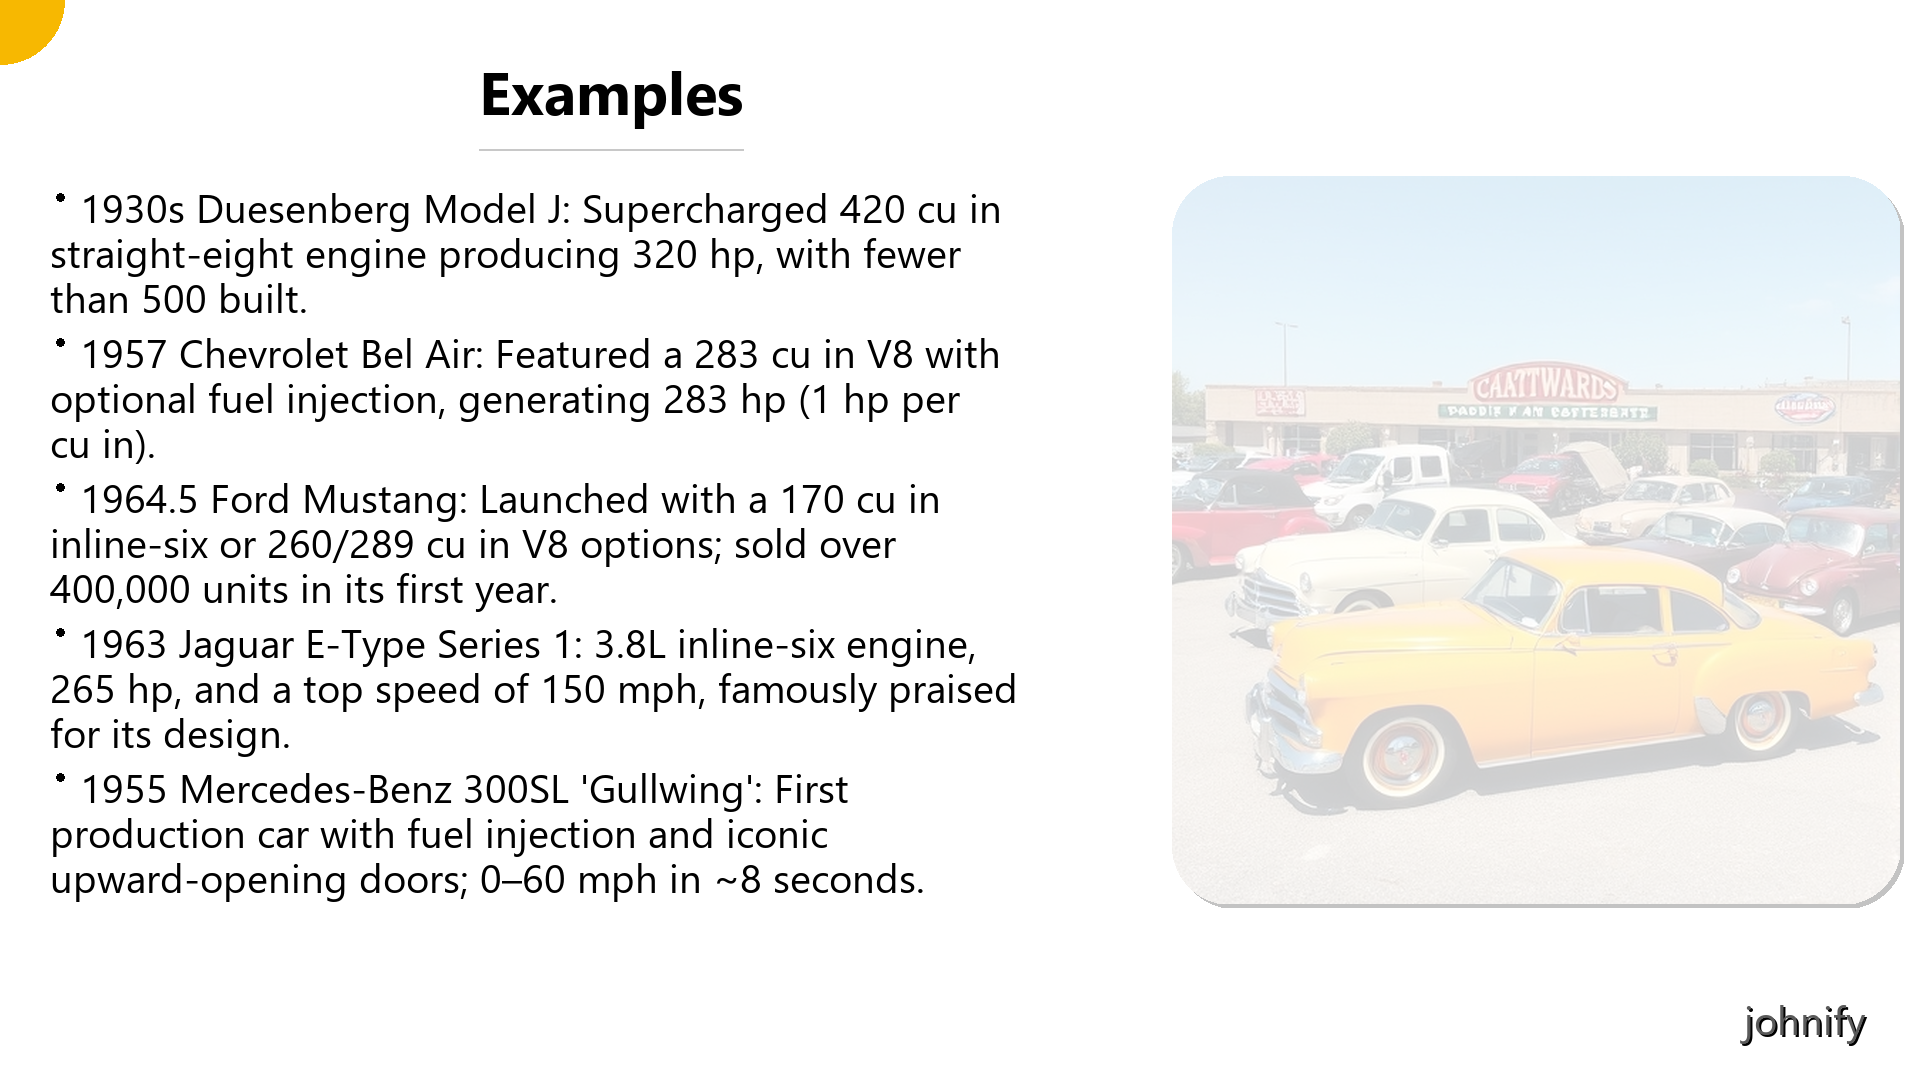 Examples
• 1930s Duesenberg Model J: Supercharged 420 cu in
straight-eight engine producing 320 hp, with fewer
than 500 built.
• 1957 Chevrolet Bel Air: Featured a 283 cu in V8 with
optional fuel injection, generating 283 hp (1 hp per
cu in).
• 1964.5 Ford Mustang: Launched with a 170 cu in
inline-six or 260/289 cu in V8 options; sold over
400,000 units in its first year.
• 1963 Jaguar E-Type Series 1: 3.8L inline-six engine,
265 hp, and a top speed of 150 mph, famously praised
for its design.
• 1955 Mercedes-Benz 300SL 'Gullwing': First
production car with fuel injection and iconic
upward-opening doors; 0–60 mph in ~8 seconds.
CAATTWARDS
johnify